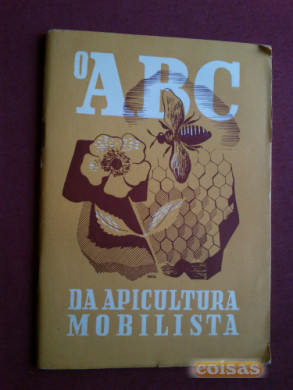 O ABC
DA APICULTURA
MOBILISTA
coisas